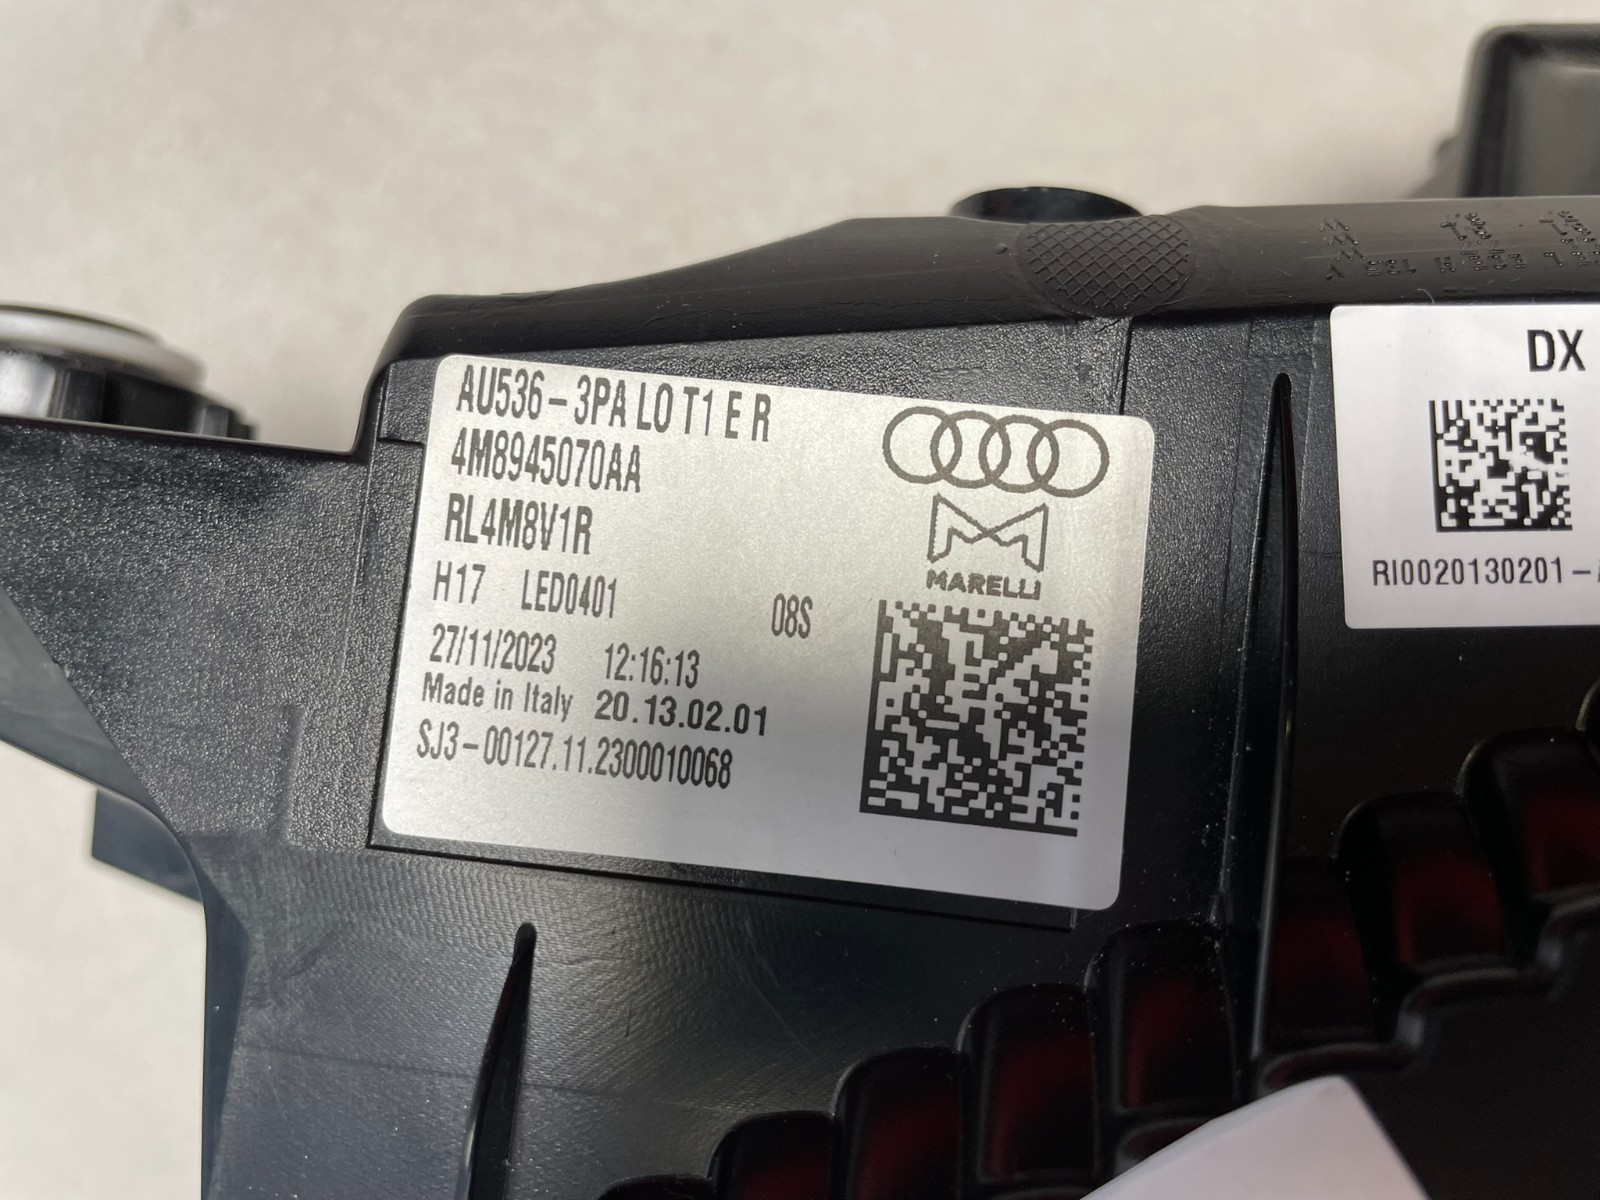 AU536-3PA LO T1 E R
4M8945070AA
RL4M8V1R
H17 LED0401 08S
27/11/2023 12:16:13
Made in Italy 20.13.02.01
SJ3-00127.11.2300010068
MARELLI
DX
RI0020130201-